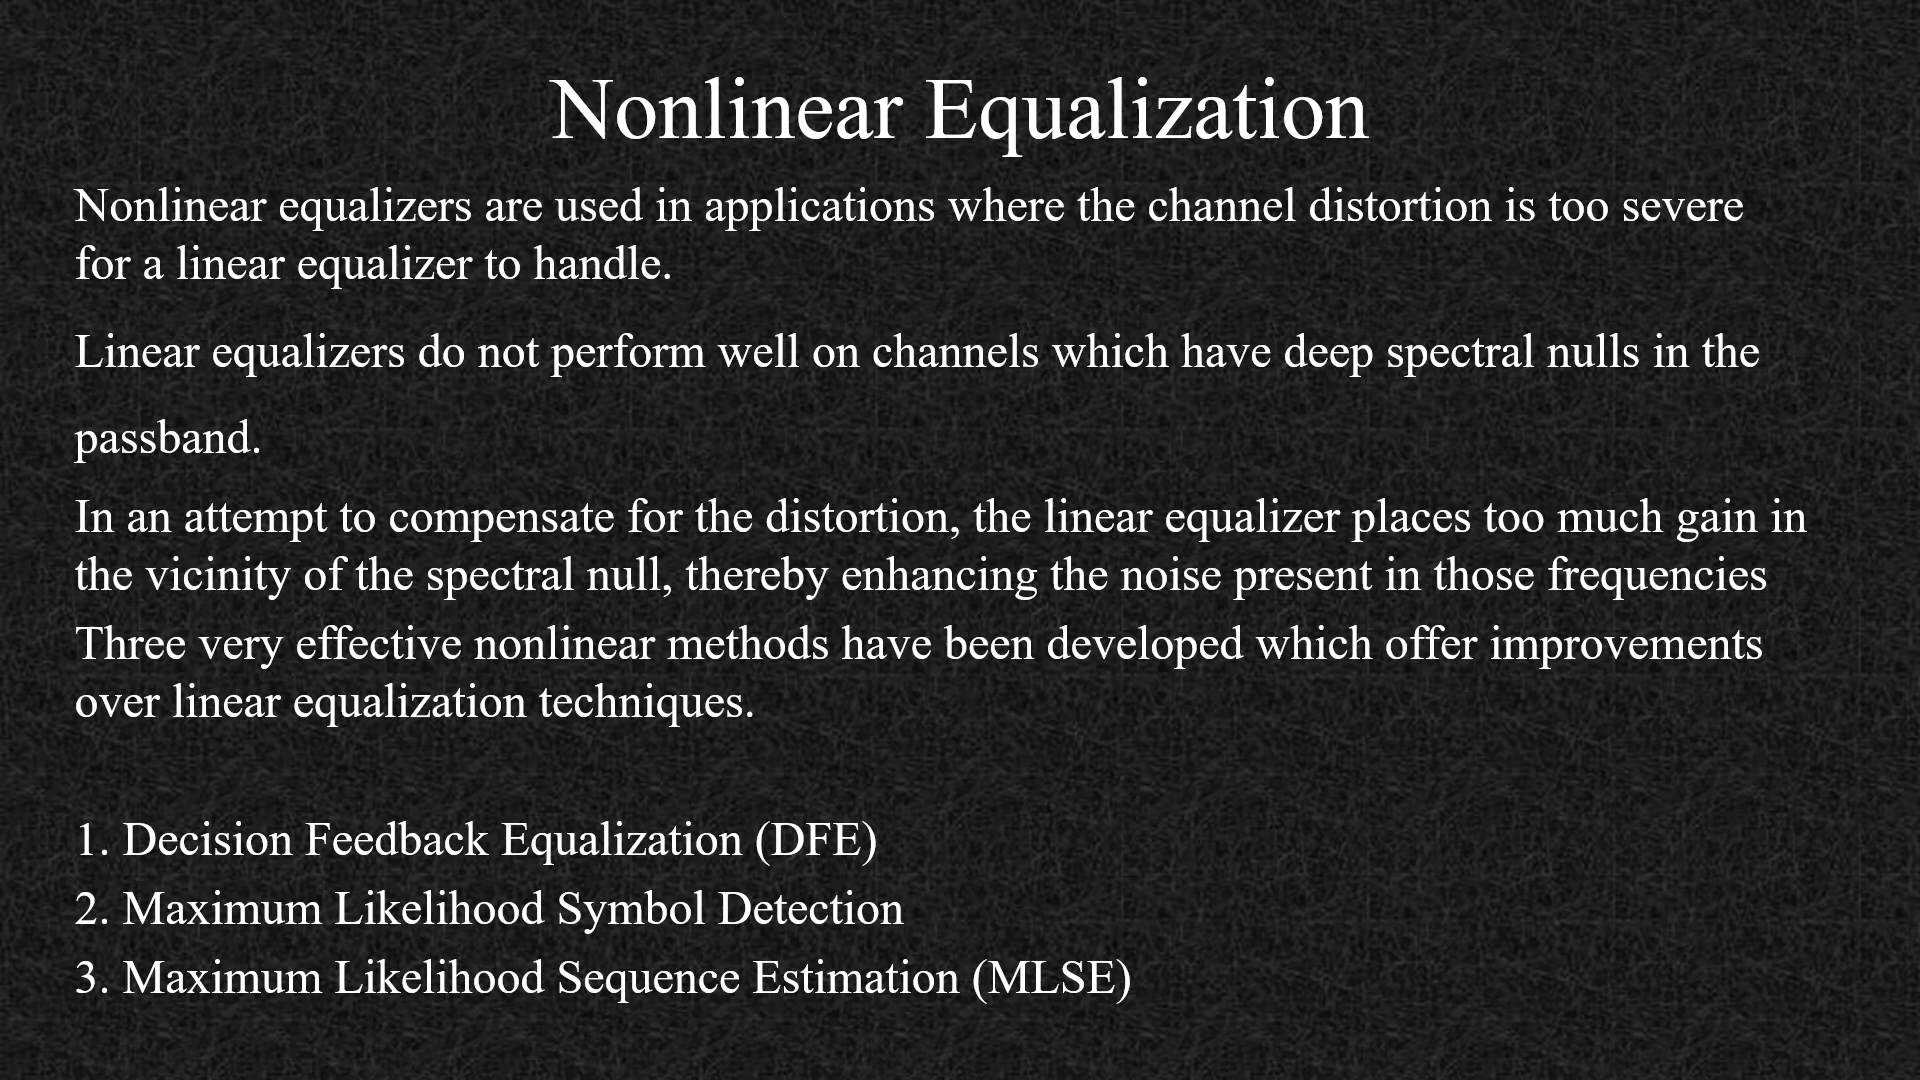 Nonlinear Equalization
Nonlinear equalizers are used in applications where the channel distortion is too severe
for a linear equalizer to handle.
Linear equalizers do not perform well on channels which have deep spectral nulls in the
passband.
In an attempt to compensate for the distortion, the linear equalizer places too much gain in
the vicinity of the spectral null, thereby enhancing the noise present in those frequencies
Three very effective nonlinear methods have been developed which offer improvements
over linear equalization techniques.
1. Decision Feedback Equalization (DFE)
2. Maximum Likelihood Symbol Detection
3. Maximum Likelihood Sequence Estimation (MLSE)